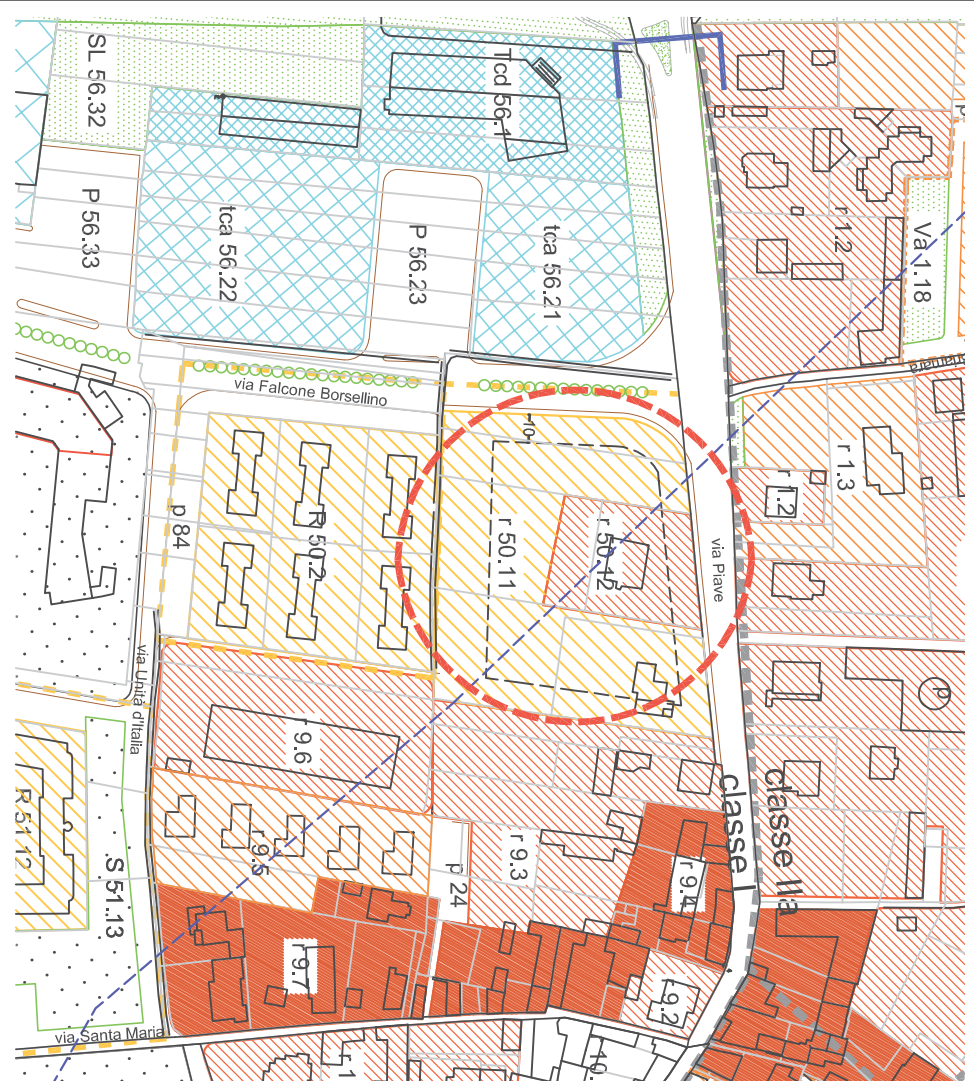 SL 56.32
Tcd 56.1
P 56.33
tca 56.22
P 56.23
tca 56.21
r 1.2
Va 1.18
via Falcone Borsellino
-10-
r 1.3
r 1.2
p 84
R 50.2
r 50.11
r 50.12
via Piave
via Unità d'Italia
p
r 9.6
classe I
classe IIa
R 51.12
S 51.13
r 9.5
p 24
r 9.3
r 9.4
r 9.7
r 9.2
via Santa Maria
r 1
10.